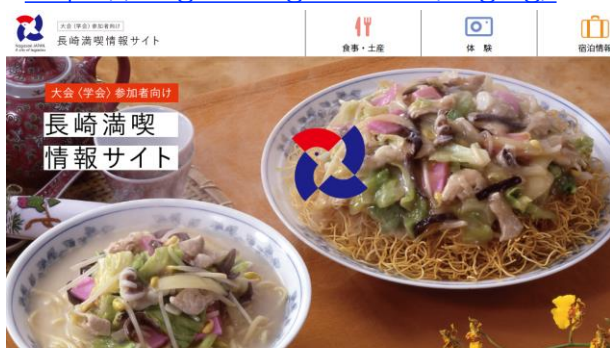 大会(学会)参加者向け
長崎満喫情報サイト
食事・土産
体 験
宿泊情報
大会〈学会〉参加者向け
長崎満喫
情報サイト